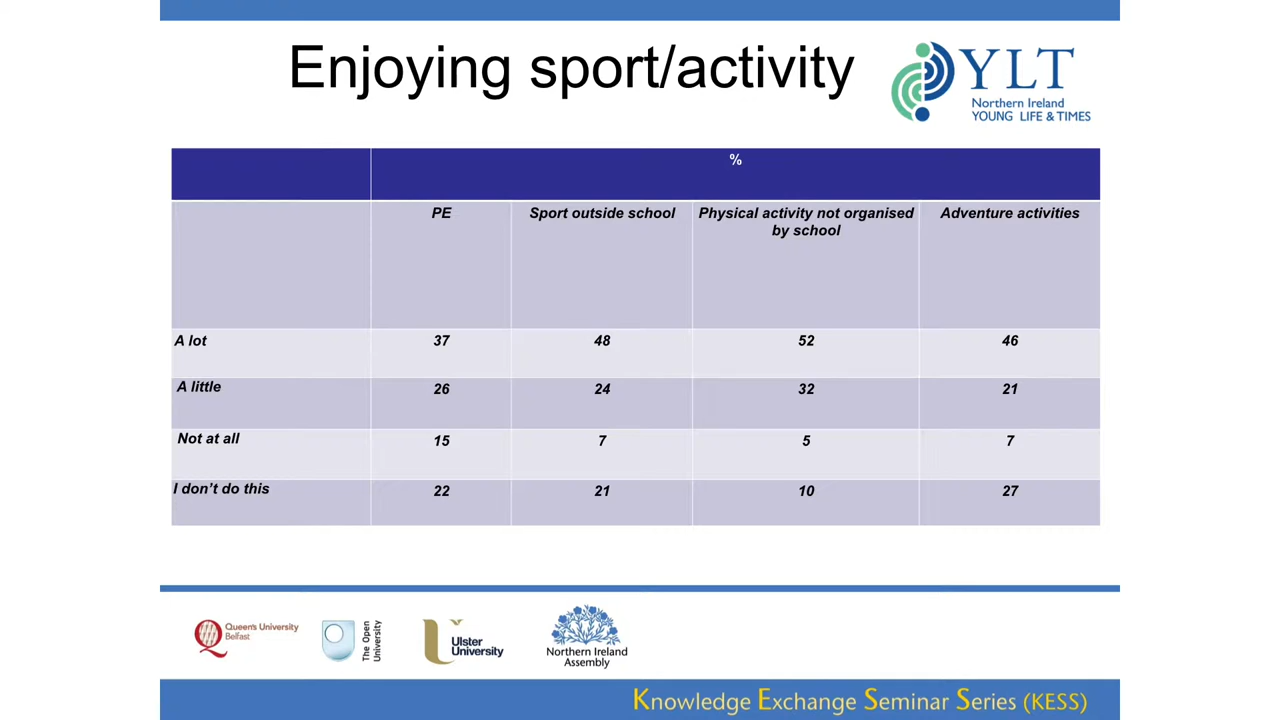 Enjoying sport/activity
YLT
Northern Ireland
YOUNG LIFE & TIMES
%
PE Sport outside school Physical activity not organised by school Adventure activities
A lot 37 48 52 46
A little 26 24 32 21
Not at all 15 7 5 7
I don't do this 22 21 10 27
Queen's University
Belfast
The Open
University
Ulster
University
Northern Ireland
Assembly
Knowledge Exchange Seminar Series (KESS)